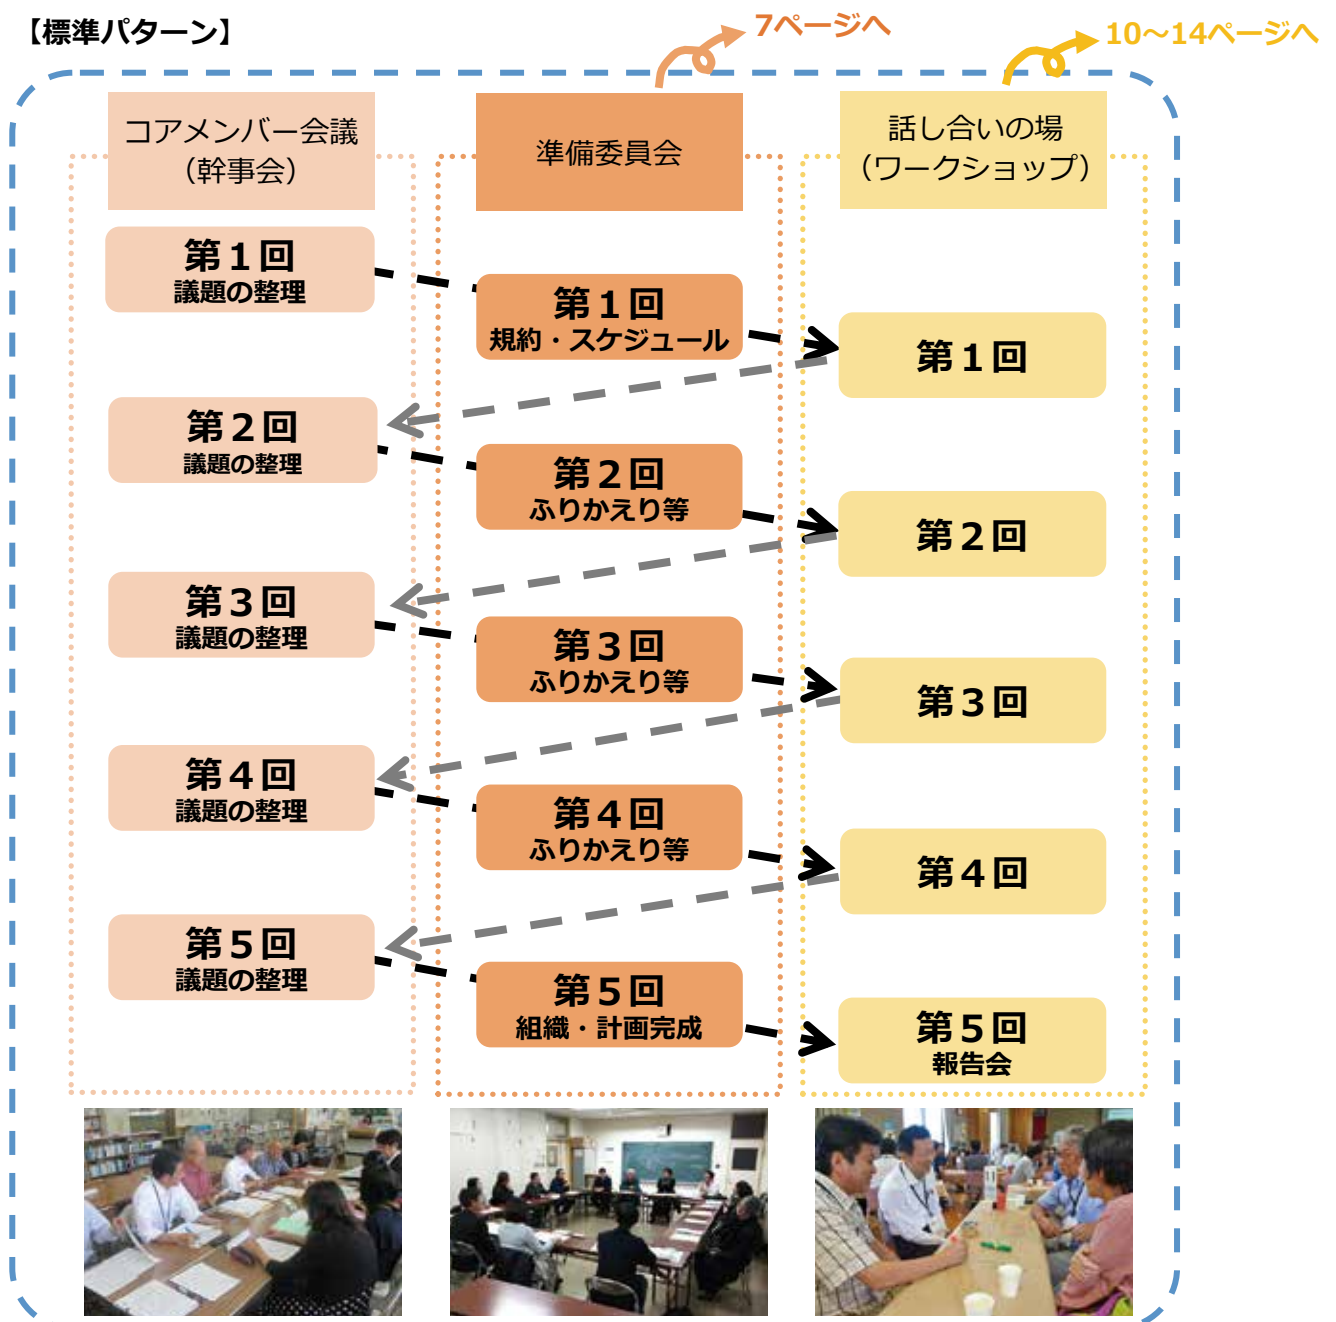 【標準パターン】
7ページへ
10～14ページへ
コアメンバー会議
（幹事会）
準備委員会
話し合いの場
（ワークショップ）
第１回
議題の整理
第１回
規約・スケジュール
第１回
第２回
議題の整理
第２回
ふりかえり等
第２回
第３回
議題の整理
第３回
ふりかえり等
第３回
第４回
議題の整理
第４回
ふりかえり等
第４回
第５回
議題の整理
第５回
組織・計画完成
第５回
報告会